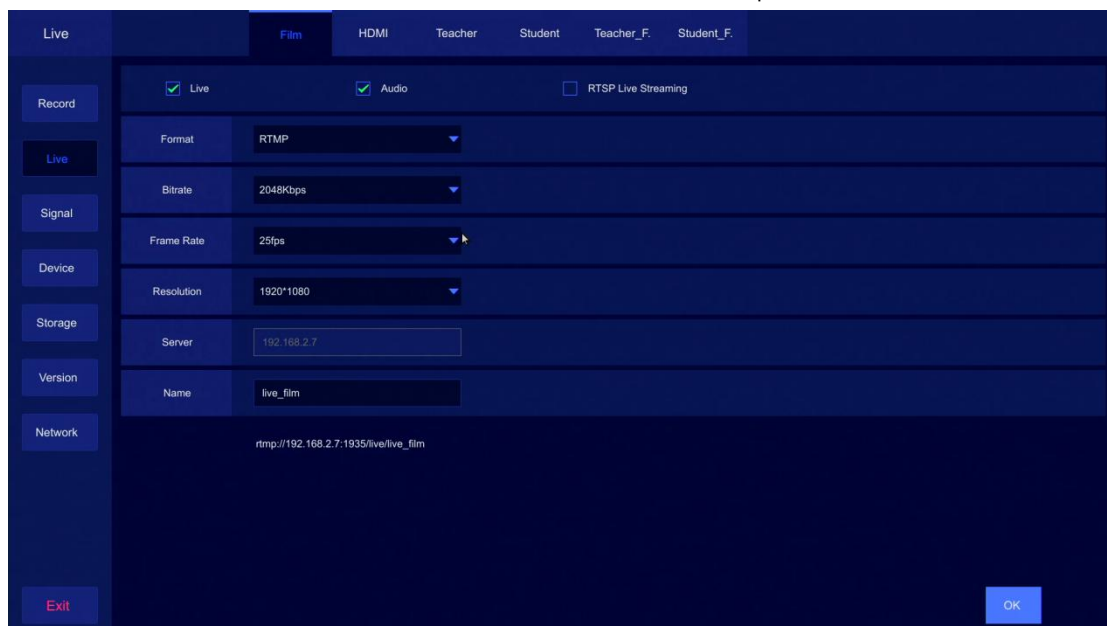 Live
Film HDMI Teacher Student Teacher_F. Student_F.
Record
Live
Signal
Device
Storage
Version
Network
Exit
Live Audio RTSP Live Streaming
Format RTMP
Bitrate 2048Kbps
Frame Rate 25fps
Resolution 1920*1080
Server 192.168.2.7
Name live_film
rtmp://192.168.2.7:1935/live/live_film
OK